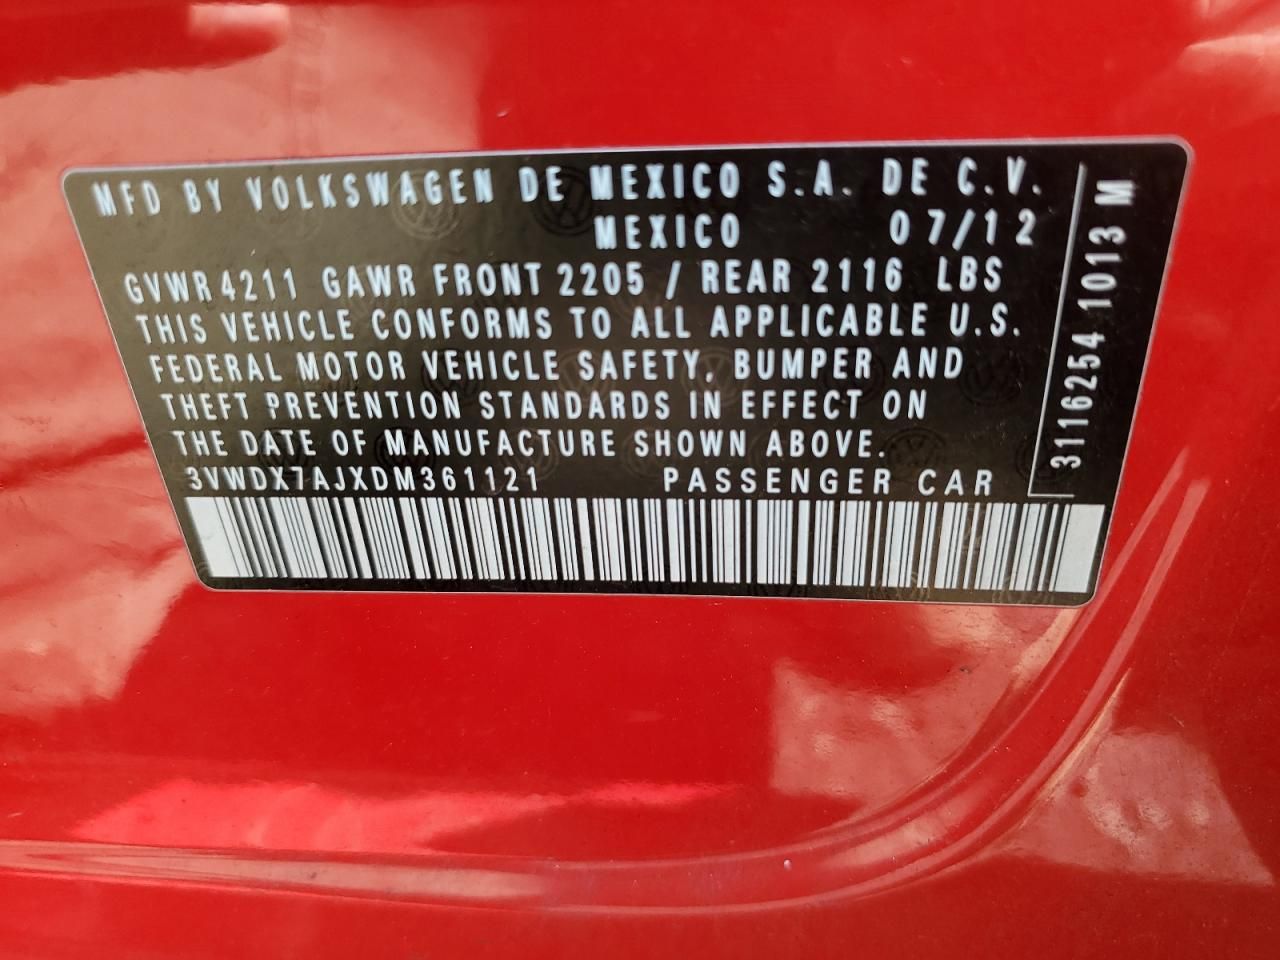 MFD BY VOLKSWAGEN DE MEXICO S.A. DE C.V.
MEXICO 07/12
GVWR 4211 GAWR FRONT 2205 / REAR 2116 LBS
THIS VEHICLE CONFORMS TO ALL APPLICABLE U.S.
FEDERAL MOTOR VEHICLE SAFETY, BUMPER AND
THEFT PREVENTION STANDARDS IN EFFECT ON
THE DATE OF MANUFACTURE SHOWN ABOVE.
3VWDX7AJXDM361121 PASSENGER CAR
3116254 1013 M